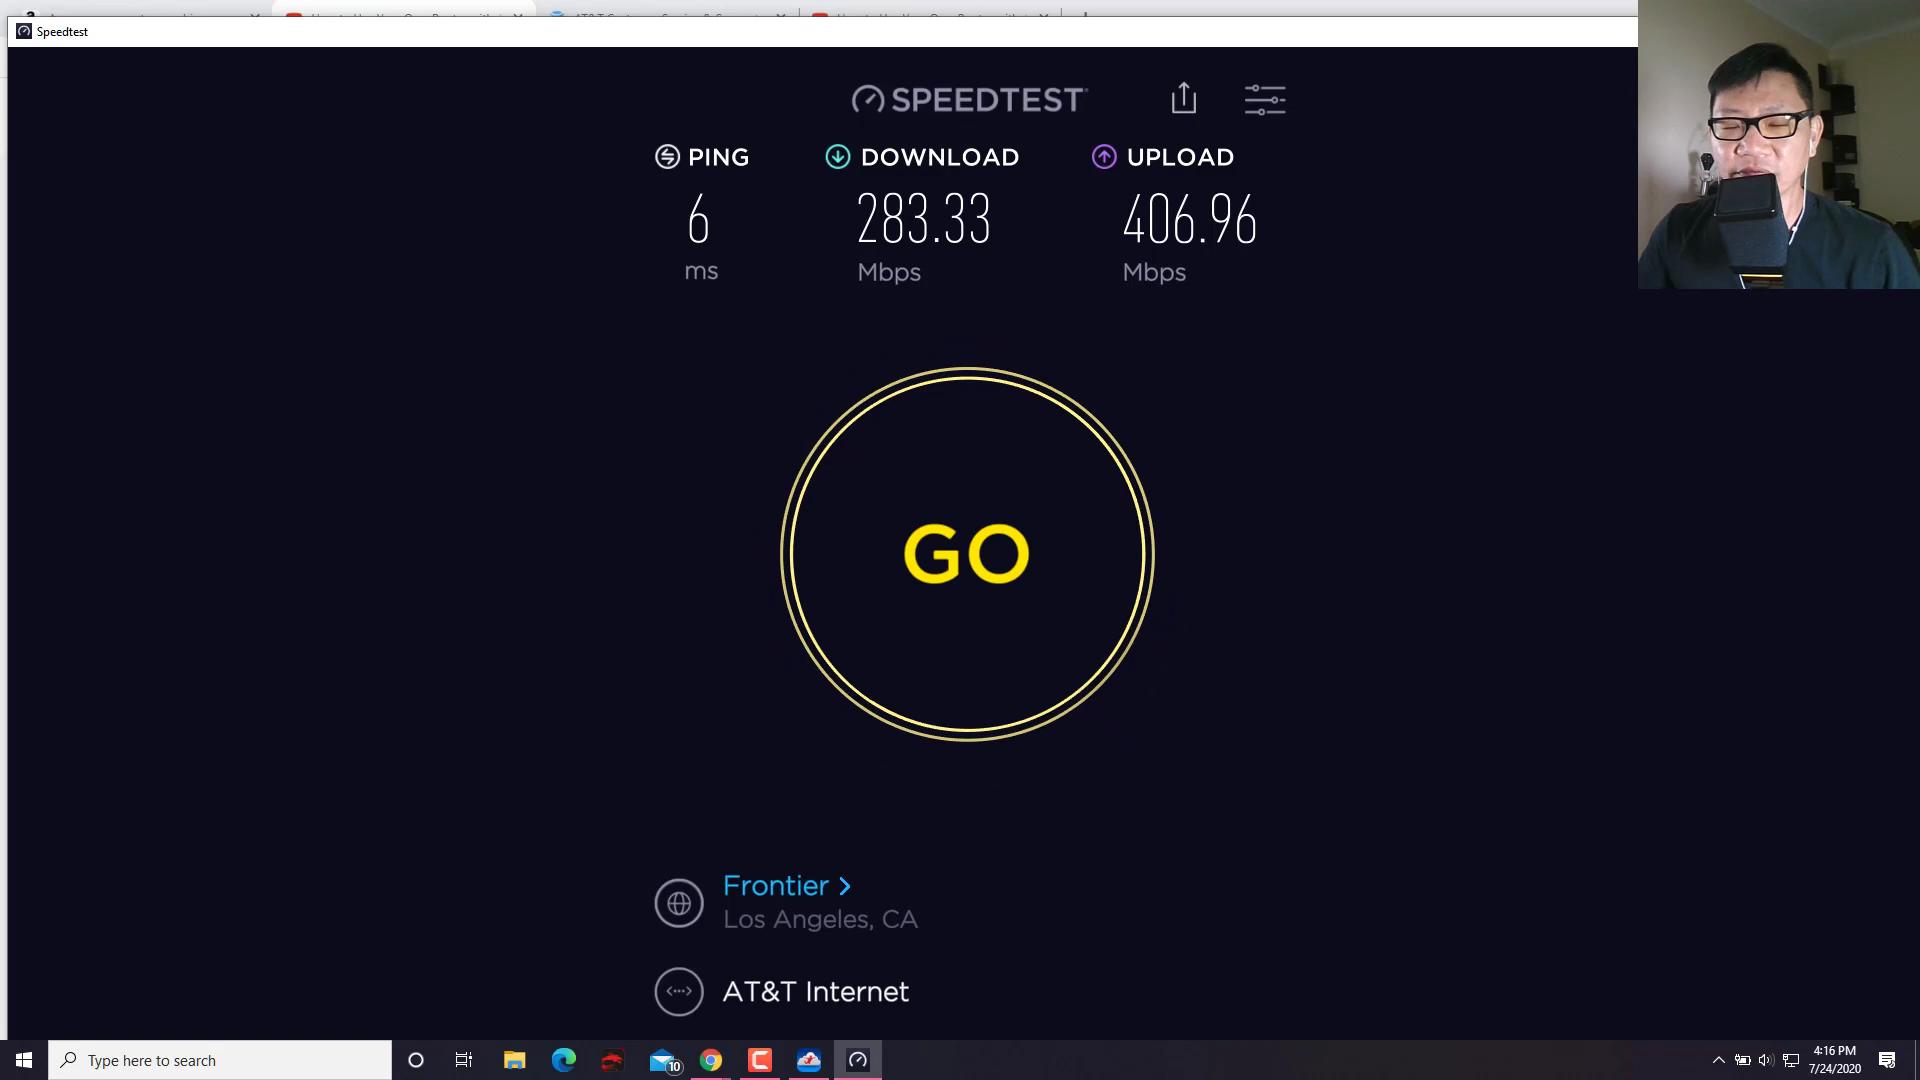 Speedtest
SPEEDTEST
PING
DOWNLOAD
UPLOAD
6
283.33
406.96
ms
Mbps
Mbps
GO
Frontier >
Los Angeles, CA
AT&T Internet
Type here to search
10
4:16 PM
7/24/2020